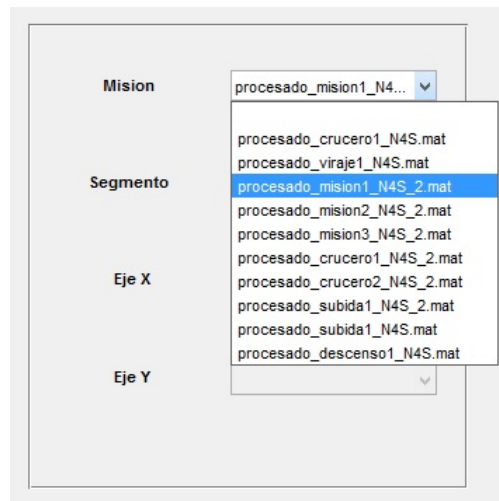 Mision procesado_mision1_N4...
procesado_crucero1_N4S.mat
procesado_viraje1_N4S.mat
Segmento procesado_mision1_N4S_2.mat
procesado_mision2_N4S_2.mat
procesado_mision3_N4S_2.mat
procesado_crucero1_N4S_2.mat
Eje X procesado_crucero2_N4S_2.mat
procesado_subida1_N4S_2.mat
procesado_subida1_N4S.mat
procesado_descenso1_N4S.mat
Eje Y